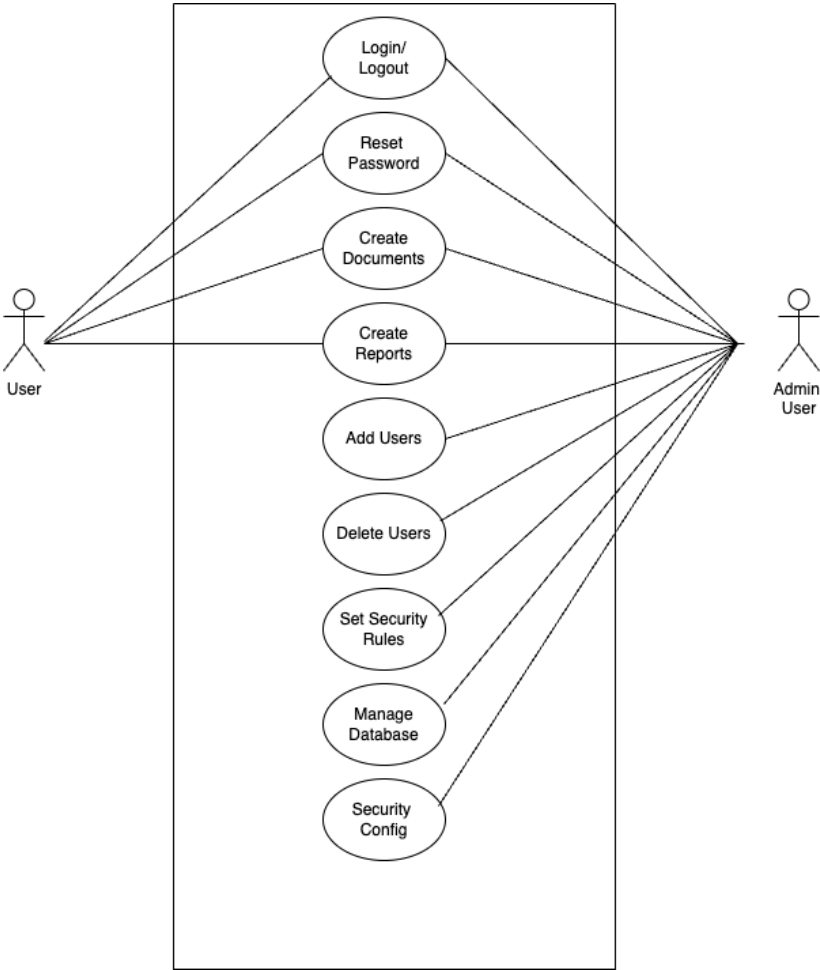 Login/
Logout
Reset
Password
Create
Documents
Create
Reports
User
Admin
User
Add Users
Delete Users
Set Security
Rules
Manage
Database
Security
Config